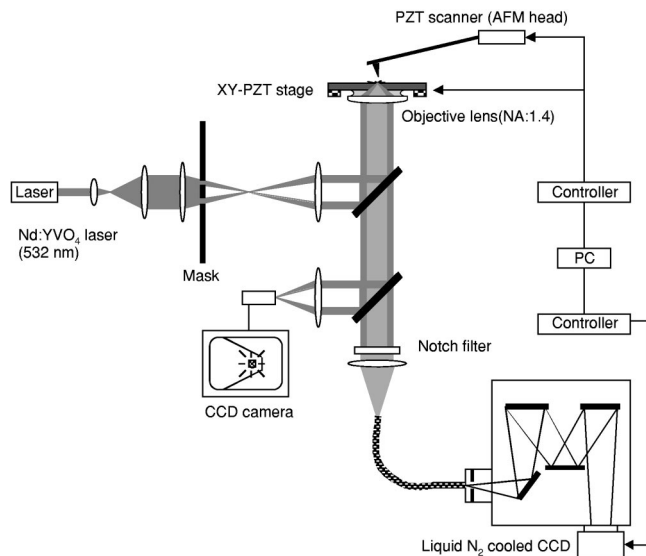 PZT scanner (AFM head)
XY-PZT stage
Objective lens(NA:1.4)
Laser
Nd:YVO₄ laser
(532 nm)
Mask
Controller
PC
Controller
Notch filter
CCD camera
Liquid N₂ cooled CCD